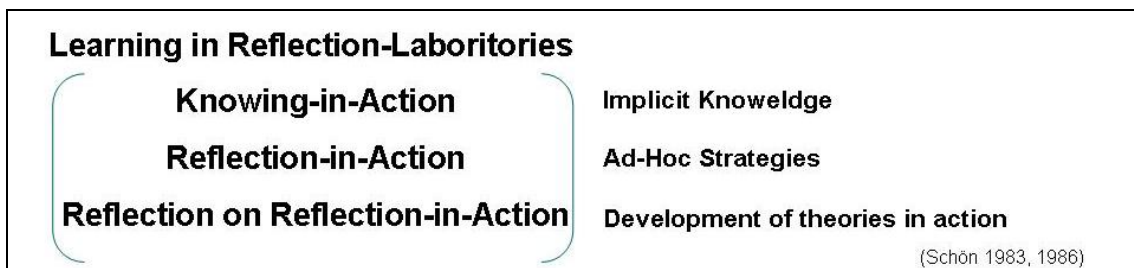 Learning in Reflection-Laboritories
Knowing-in-Action Implicit Knoweldge
Reflection-in-Action Ad-Hoc Strategies
Reflection on Reflection-in-Action Development of theories in action
(Schön 1983, 1986)